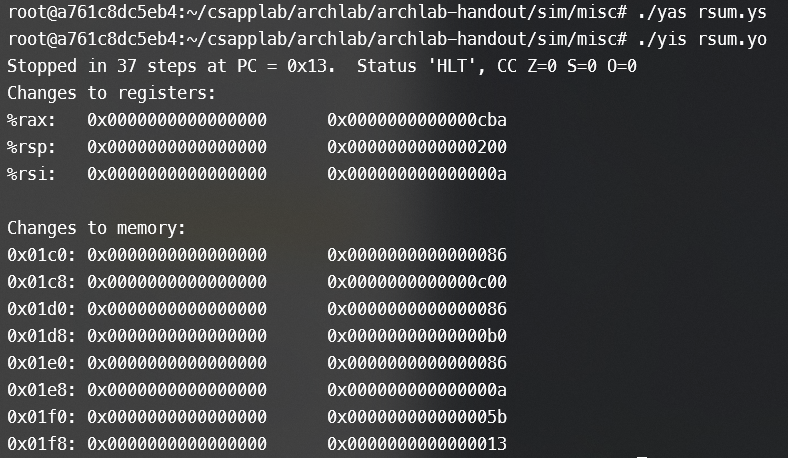 root@a761c8dc5eb4:~/csapplab/archlab/archlab-handout/sim/misc# ./yas rsum.ys
root@a761c8dc5eb4:~/csapplab/archlab/archlab-handout/sim/misc# ./yis rsum.yo
Stopped in 37 steps at PC = 0x13.  Status 'HLT', CC Z=0 S=0 O=0
Changes to registers:
%rax:   0x0000000000000000      0x0000000000000cba
%rsp:   0x0000000000000000      0x0000000000000200
%rsi:   0x0000000000000000      0x000000000000000a

Changes to memory:
0x01c0: 0x0000000000000000      0x0000000000000086
0x01c8: 0x0000000000000000      0x0000000000000c00
0x01d0: 0x0000000000000000      0x0000000000000086
0x01d8: 0x0000000000000000      0x00000000000000b0
0x01e0: 0x0000000000000000      0x0000000000000086
0x01e8: 0x0000000000000000      0x000000000000000a
0x01f0: 0x0000000000000000      0x000000000000005b
0x01f8: 0x0000000000000000      0x0000000000000013